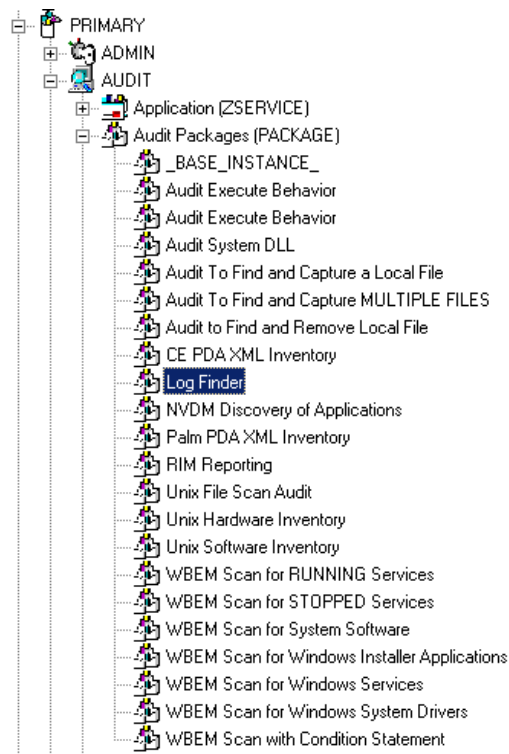 PRIMARY
ADMIN
AUDIT
Application (ZSERVICE)
Audit Packages (PACKAGE)
_BASE_INSTANCE_
Audit Execute Behavior
Audit Execute Behavior
Audit System DLL
Audit To Find and Capture a Local File
Audit To Find and Capture MULTIPLE FILES
Audit to Find and Remove Local File
CE PDA XML Inventory
Log Finder
NVDM Discovery of Applications
Palm PDA XML Inventory
RIM Reporting
Unix File Scan Audit
Unix Hardware Inventory
Unix Software Inventory
WBEM Scan for RUNNING Services
WBEM Scan for STOPPED Services
WBEM Scan for System Software
WBEM Scan for Windows Installer Applications
WBEM Scan for Windows Services
WBEM Scan for Windows System Drivers
WBEM Scan with Condition Statement